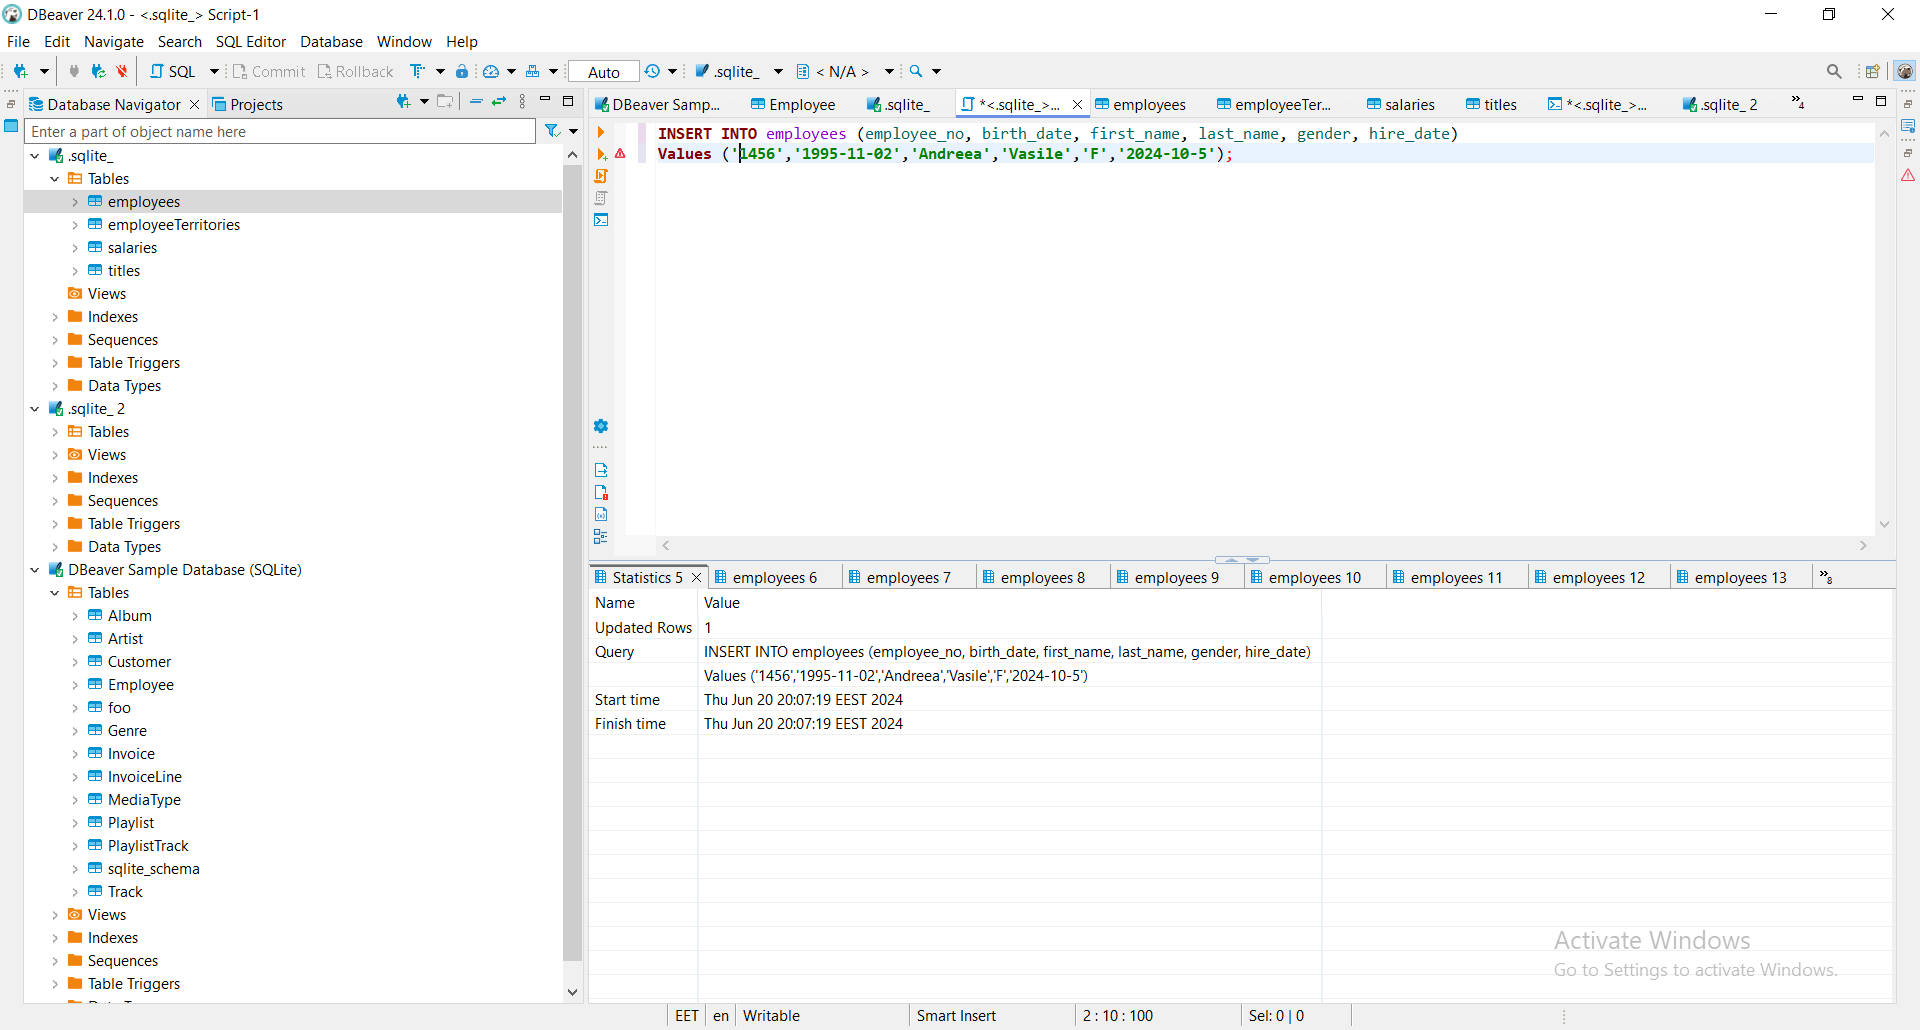 DBeaver 24.1.0 - <.sqlite_> Script-1
File Edit Navigate Search SQL Editor Database Window Help
SQL Commit Rollback Auto .sqlite_ < N/A >
Database Navigator Projects
DBeaver Samp... Employee .sqlite_ *<.sqlite_>... employees employeeTer... salaries titles *<.sqlite_>... .sqlite_ 2 »4
Enter a part of object name here
.sqlite_
Tables
employees
employeeTerritories
salaries
titles
Views
Indexes
Sequences
Table Triggers
Data Types
.sqlite_ 2
Tables
Views
Indexes
Sequences
Table Triggers
Data Types
DBeaver Sample Database (SQLite)
Tables
Album
Artist
Customer
Employee
foo
Genre
Invoice
InvoiceLine
MediaType
Playlist
PlaylistTrack
sqlite_schema
Track
Views
Indexes
Sequences
Table Triggers
INSERT INTO employees (employee_no, birth_date, first_name, last_name, gender, hire_date)
Values ('1456','1995-11-02','Andreea','Vasile','F','2024-10-5');
Statistics 5 employees 6 employees 7 employees 8 employees 9 employees 10 employees 11 employees 12 employees 13 »8
Name Value
Updated Rows 1
Query INSERT INTO employees (employee_no, birth_date, first_name, last_name, gender, hire_date)
Values ('1456','1995-11-02','Andreea','Vasile','F','2024-10-5')
Start time Thu Jun 20 20:07:19 EEST 2024
Finish time Thu Jun 20 20:07:19 EEST 2024
Activate Windows
Go to Settings to activate Windows.
EET en Writable Smart Insert 2 : 10 : 100 Sel: 0 | 0